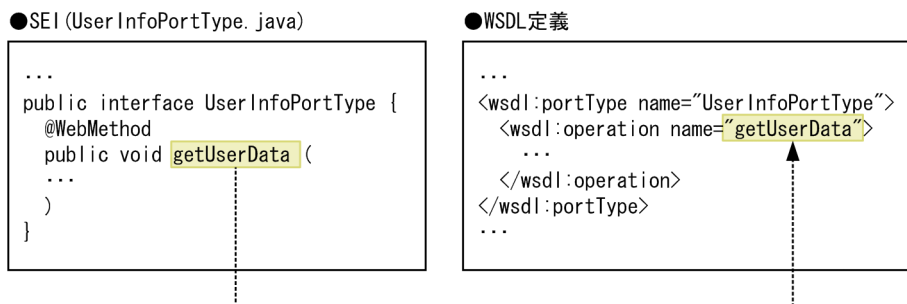 ●SEI(UserInfoPortType.java)
...
public interface UserInfoPortType {
@WebMethod
public void getUserData (
...
)
}
●WSDL定義
...
<wsdl:portType name="UserInfoPortType">
<wsdl:operation name="getUserData">
...
</wsdl:operation>
</wsdl:portType>
...